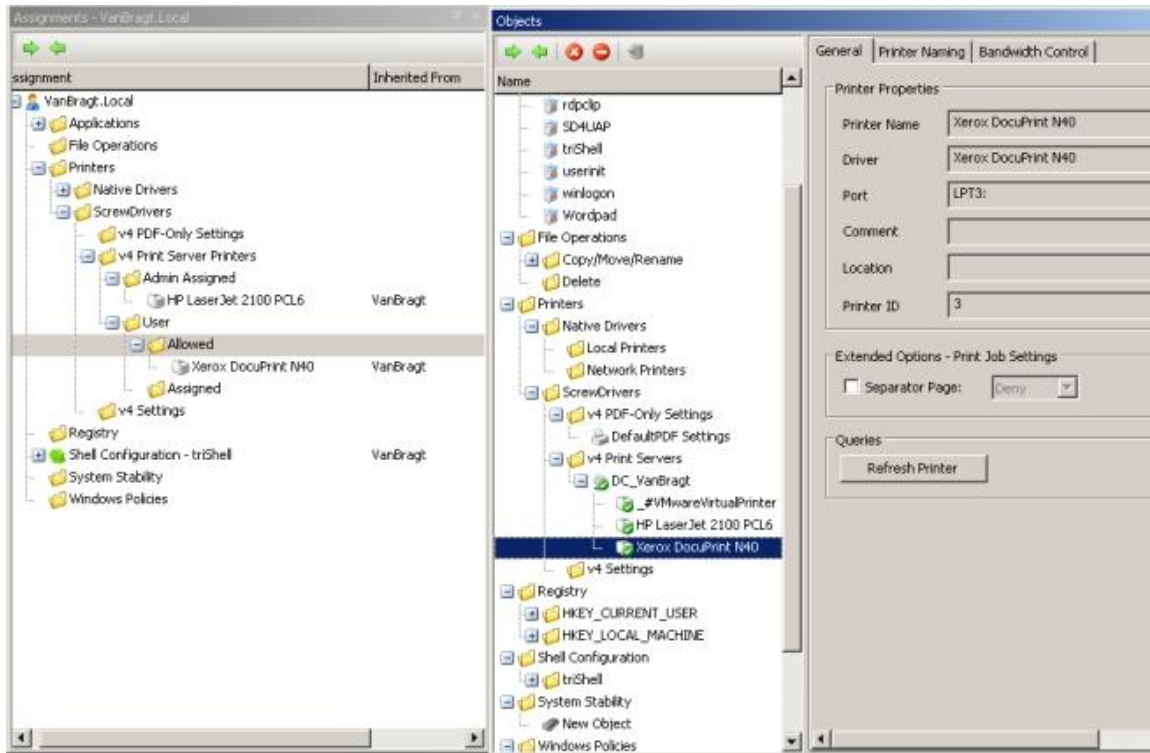 Assignments - VanBragt.Local
ssignment
Inherited From
VanBragt.Local
Applications
File Operations
Printers
Native Drivers
ScrewDrivers
v4 PDF-Only Settings
v4 Print Server Printers
Admin Assigned
HP LaserJet 2100 PCL6 VanBragt
User
Allowed
Xerox DocuPrint N40 VanBragt
Assigned
v4 Settings
Registry
Shell Configuration - triShell VanBragt
System Stability
Windows Policies
Objects
Name
rdpclip
SD4UAP
triShell
userinit
winlogon
Wordpad
File Operations
Copy/Move/Rename
Delete
Printers
Native Drivers
Local Printers
Network Printers
ScrewDrivers
v4 PDF-Only Settings
DefaultPDF Settings
v4 Print Servers
DC_VanBragt
_#VMwareVirtualPrinter
HP LaserJet 2100 PCL6
Xerox DocuPrint N40
v4 Settings
Registry
HKEY_CURRENT_USER
HKEY_LOCAL_MACHINE
Shell Configuration
triShell
System Stability
New Object
Windows Policies
General Printer Naming Bandwidth Control
Printer Properties
Printer Name Xerox DocuPrint N40
Driver Xerox DocuPrint N40
Port LPT3:
Comment
Location
Printer ID 3
Extended Options - Print Job Settings
Separator Page: Deny
Queries
Refresh Printer